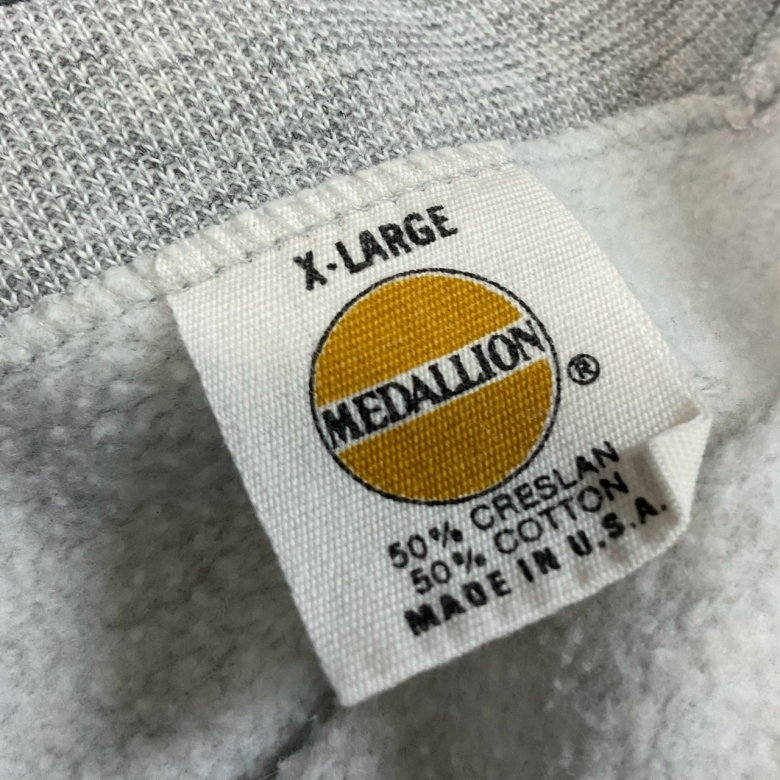 X-LARGE
MEDALLION
®
50% CRESLAN
50% COTTON
MADE IN U.S.A.